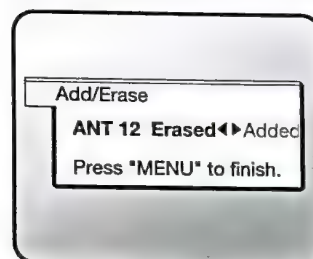 Add/Erase
ANT 12 Erased◀▶Added
Press "MENU" to finish.